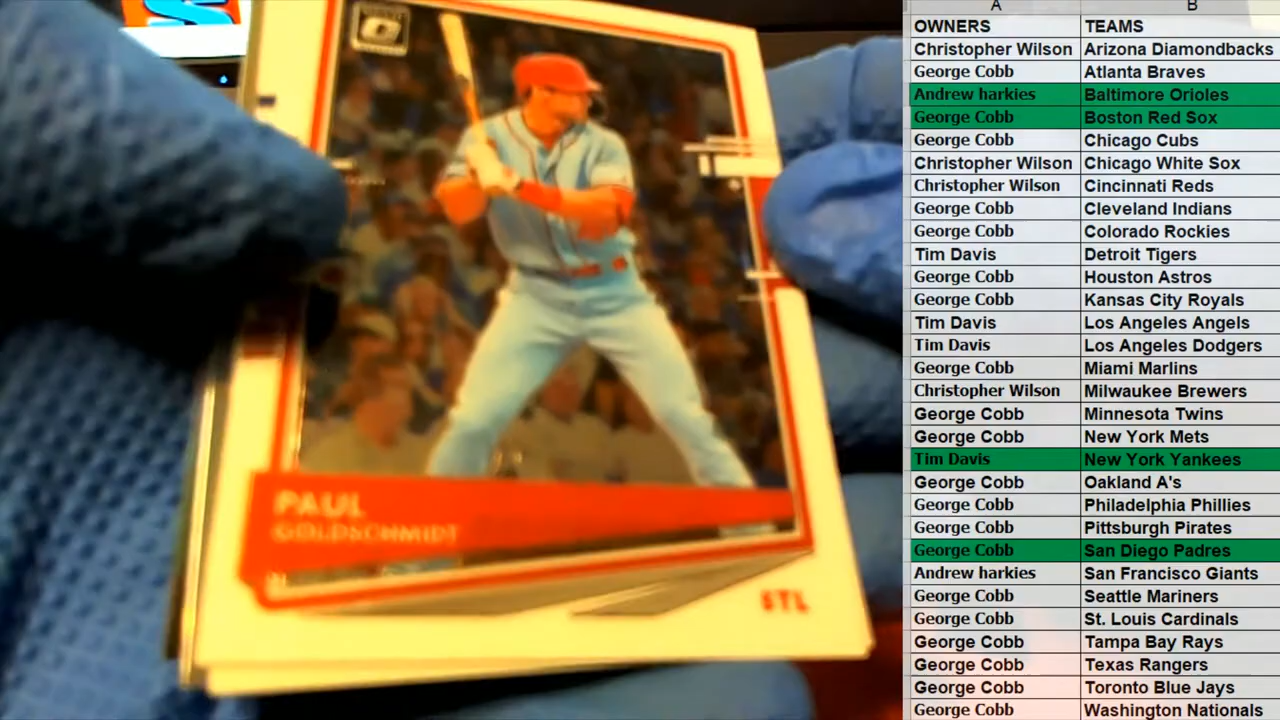 PAUL
GOLDSCHMIDT
STL
A B
OWNERS TEAMS
Christopher Wilson Arizona Diamondbacks
George Cobb Atlanta Braves
Andrew harkies Baltimore Orioles
George Cobb Boston Red Sox
George Cobb Chicago Cubs
Christopher Wilson Chicago White Sox
Christopher Wilson Cincinnati Reds
George Cobb Cleveland Indians
George Cobb Colorado Rockies
Tim Davis Detroit Tigers
George Cobb Houston Astros
George Cobb Kansas City Royals
Tim Davis Los Angeles Angels
Tim Davis Los Angeles Dodgers
George Cobb Miami Marlins
Christopher Wilson Milwaukee Brewers
George Cobb Minnesota Twins
George Cobb New York Mets
Tim Davis New York Yankees
George Cobb Oakland A's
George Cobb Philadelphia Phillies
George Cobb Pittsburgh Pirates
George Cobb San Diego Padres
Andrew harkies San Francisco Giants
George Cobb Seattle Mariners
George Cobb St. Louis Cardinals
George Cobb Tampa Bay Rays
George Cobb Texas Rangers
George Cobb Toronto Blue Jays
George Cobb Washington Nationals